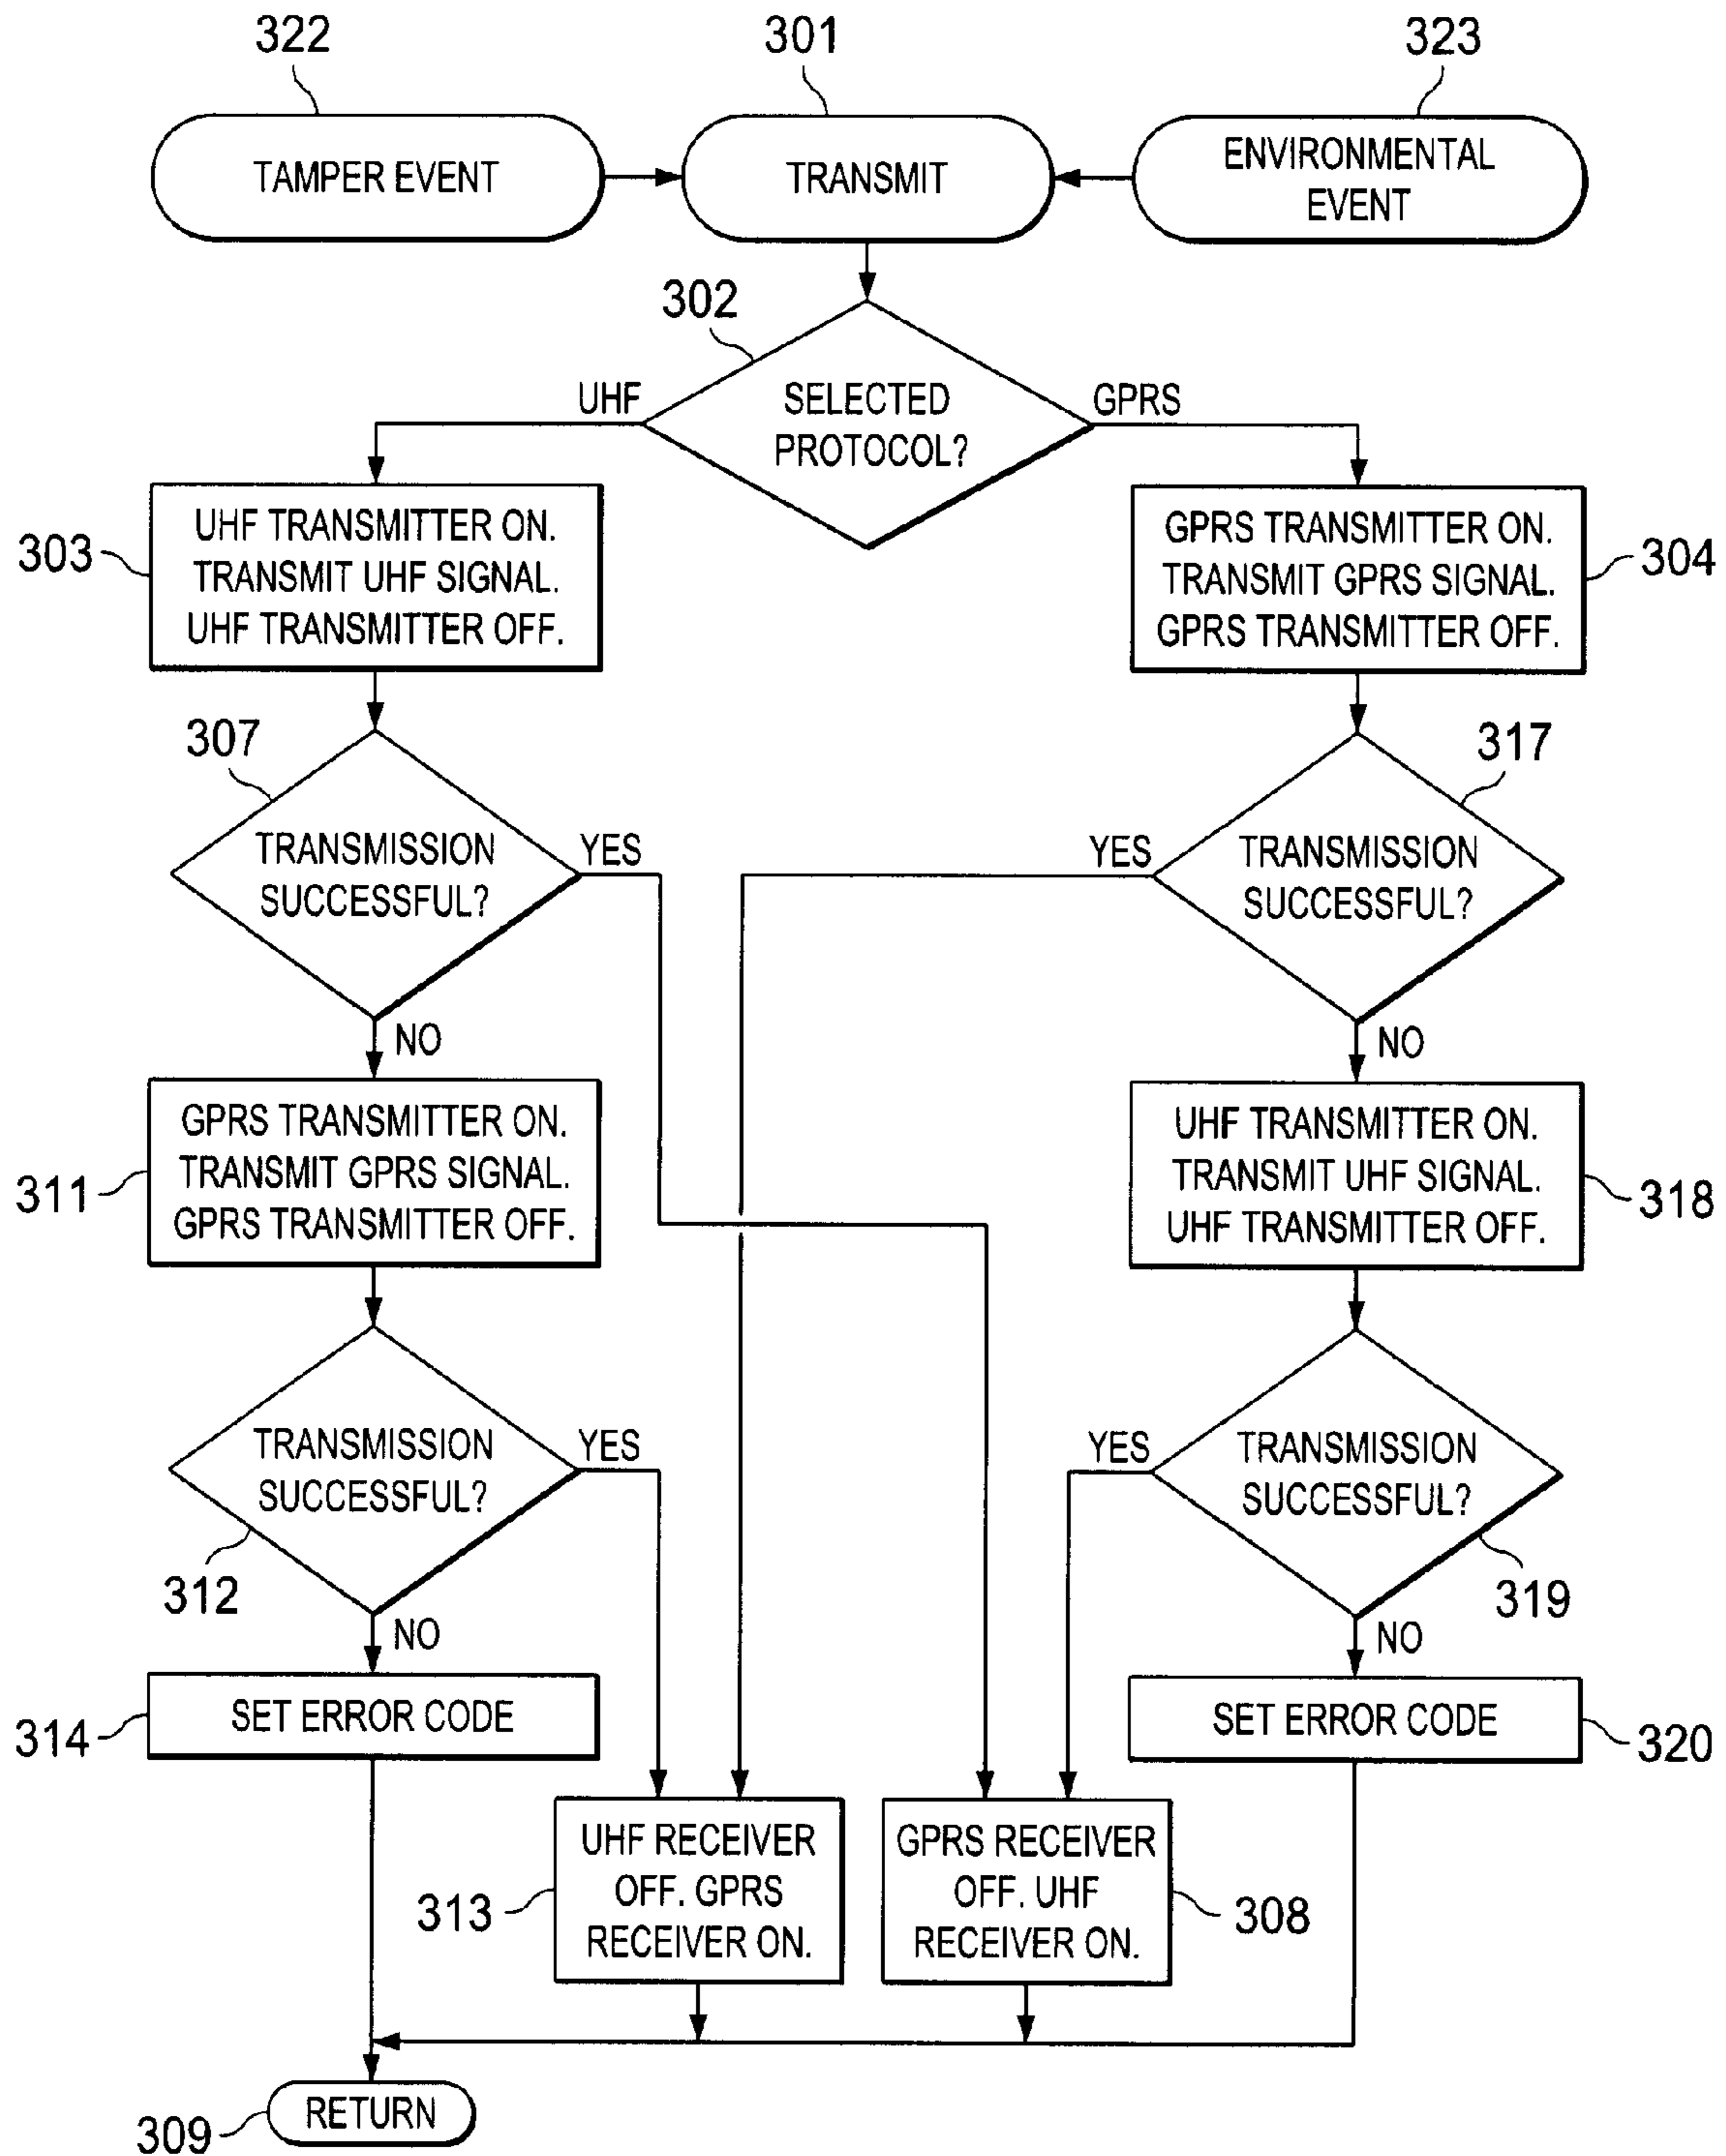 322
301
323
TAMPER EVENT
TRANSMIT
ENVIRONMENTAL
EVENT
302
UHF
SELECTED
PROTOCOL?
GPRS
303
UHF TRANSMITTER ON.
TRANSMIT UHF SIGNAL.
UHF TRANSMITTER OFF.
GPRS TRANSMITTER ON.
TRANSMIT GPRS SIGNAL.
GPRS TRANSMITTER OFF.
304
307
TRANSMISSION
SUCCESSFUL?
YES
317
YES
TRANSMISSION
SUCCESSFUL?
NO
NO
311
GPRS TRANSMITTER ON.
TRANSMIT GPRS SIGNAL.
GPRS TRANSMITTER OFF.
UHF TRANSMITTER ON.
TRANSMIT UHF SIGNAL.
UHF TRANSMITTER OFF.
318
TRANSMISSION
SUCCESSFUL?
YES
312
YES
TRANSMISSION
SUCCESSFUL?
319
NO
NO
314
SET ERROR CODE
SET ERROR CODE
320
313
UHF RECEIVER
OFF. GPRS
RECEIVER ON.
GPRS RECEIVER
OFF. UHF
RECEIVER ON.
308
309
RETURN